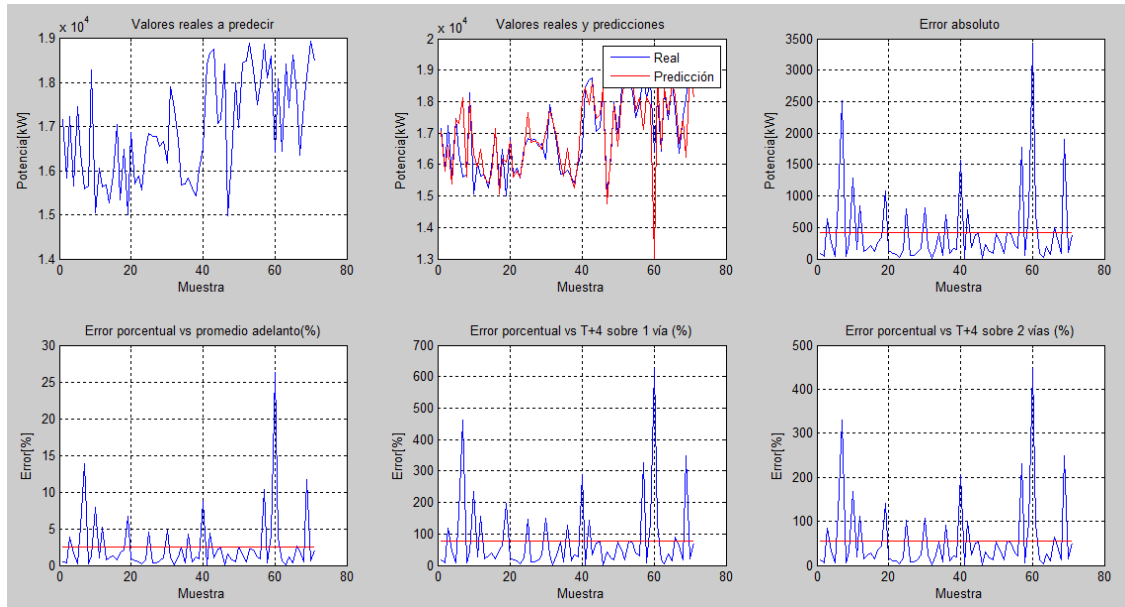 Valores reales a predecir
x 10^4
1.9
1.8
1.7
1.6
1.5
1.4
Potencia[kW]
0 20 40 60 80
Muestra
Valores reales y predicciones
x 10^4
2
1.9
1.8
1.7
1.6
1.5
1.4
1.3
Potencia[kW]
Real
Predicción
0 20 40 60 80
Muestra
Error absoluto
3500
3000
2500
2000
1500
1000
500
0
Potencia[kW]
0 20 40 60 80
Muestra
Error porcentual vs promedio adelanto(%)
30
25
20
15
10
5
0
Error[%]
0 20 40 60 80
Muestra
Error porcentual vs T+4 sobre 1 vía (%)
700
600
500
400
300
200
100
0
Error[%]
0 20 40 60 80
Muestra
Error porcentual vs T+4 sobre 2 vías (%)
500
400
300
200
100
0
Error[%]
0 20 40 60 80
Muestra